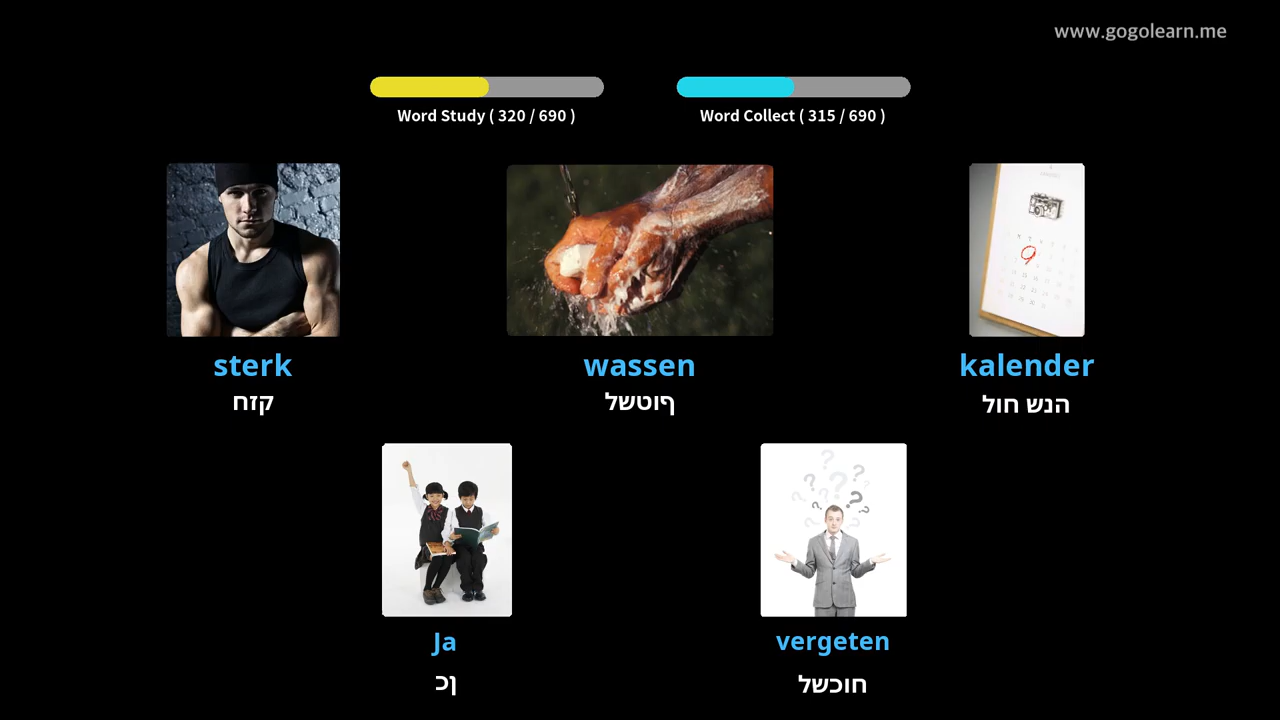 www.gogolearn.me
Word Study ( 320 / 690 )
Word Collect ( 315 / 690 )
sterk
חזק
wassen
לשטוף
kalender
לוח שנה
Ja
כן
vergeten
לשכוח